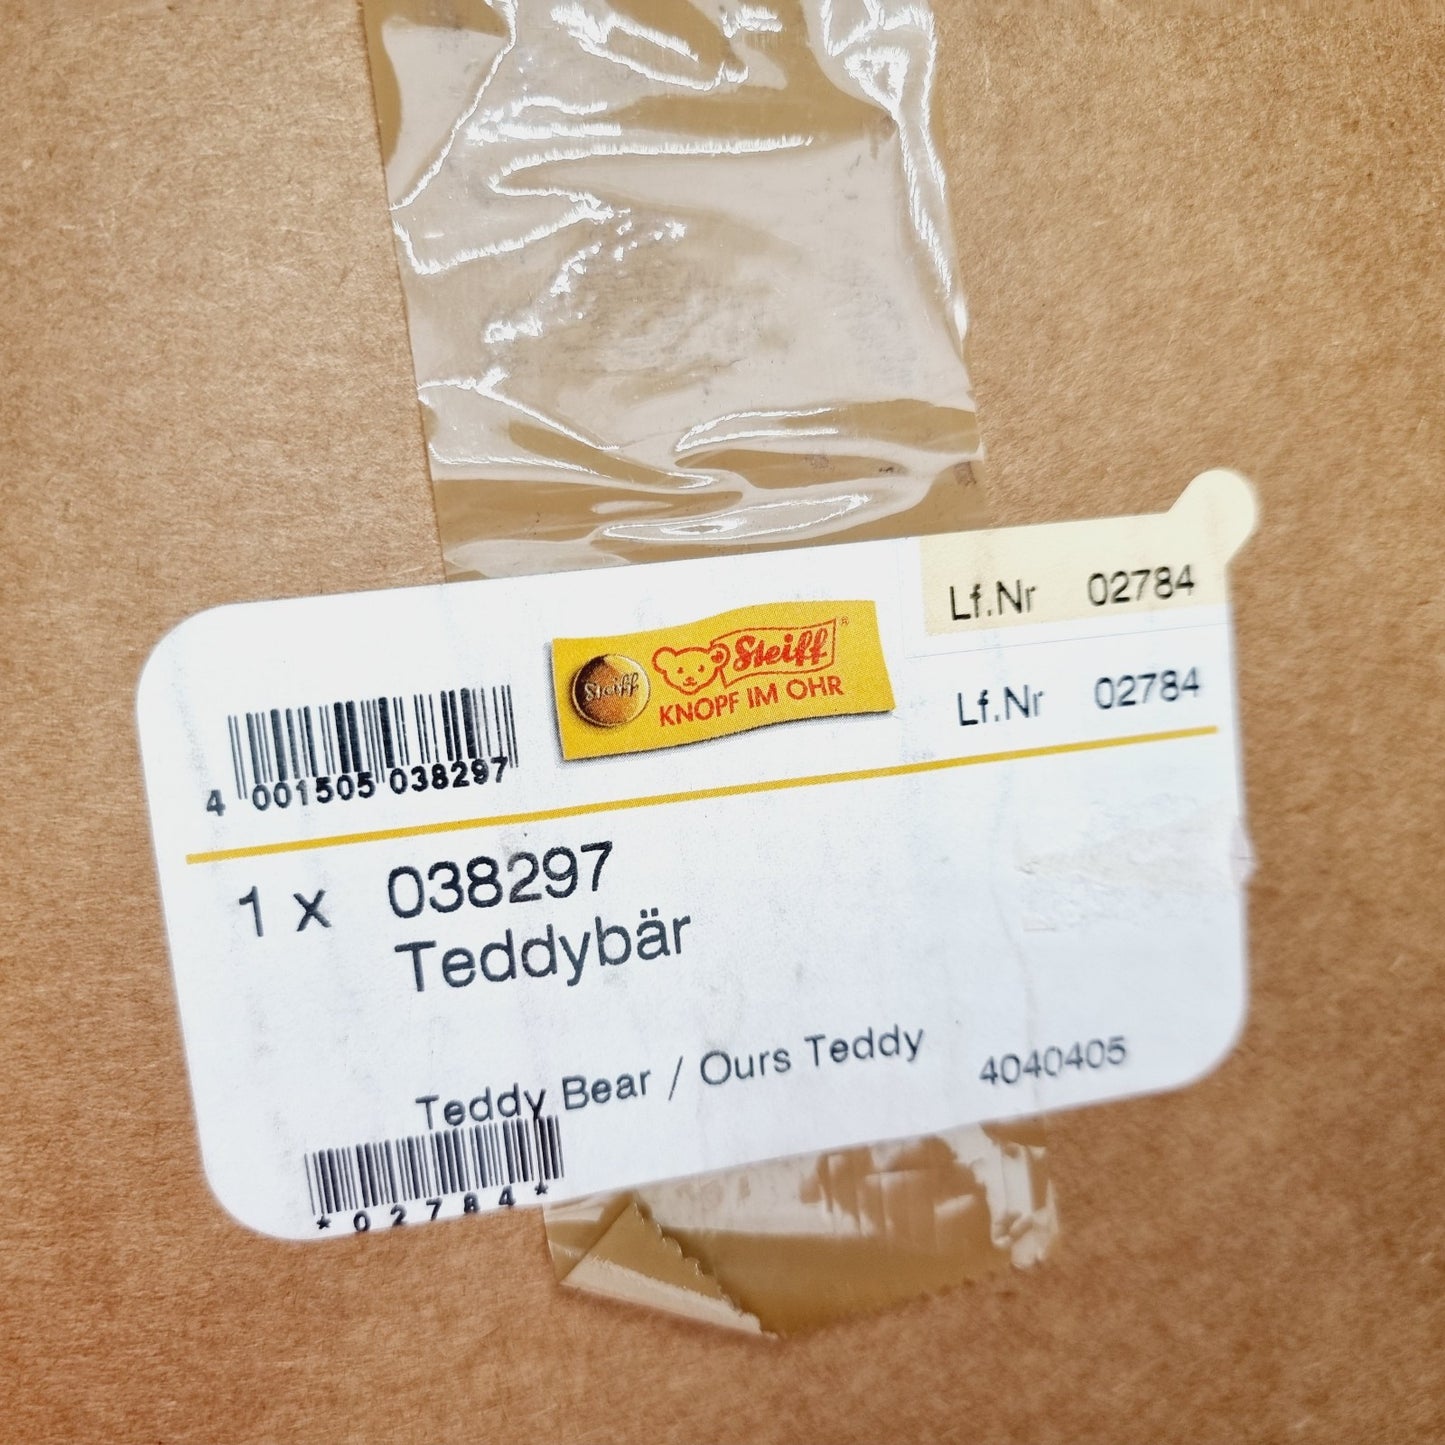 Lf.Nr 02784
Steiff Steiff®
KNOPF IM OHR
Lf.Nr 02784
4 001505 038297
1 x 038297
Teddybär
Teddy Bear / Ours Teddy 4040405
*02784*